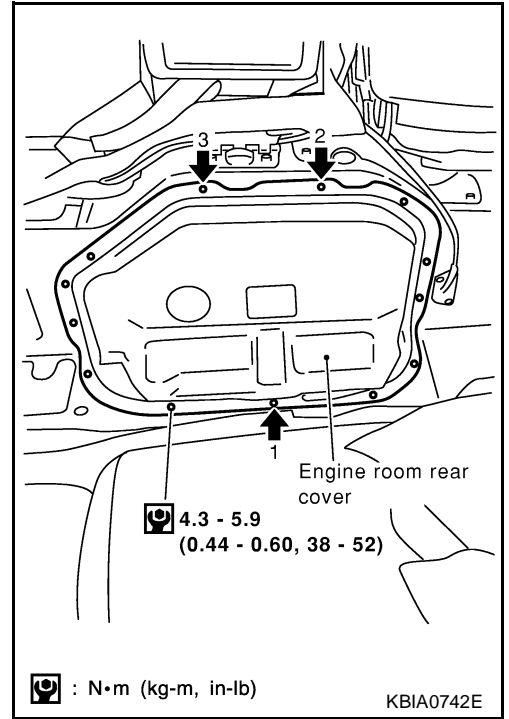 3
2
1
Engine room rear
cover
4.3 - 5.9
(0.44 - 0.60, 38 - 52)
: N•m (kg-m, in-lb)
KBIA0742E